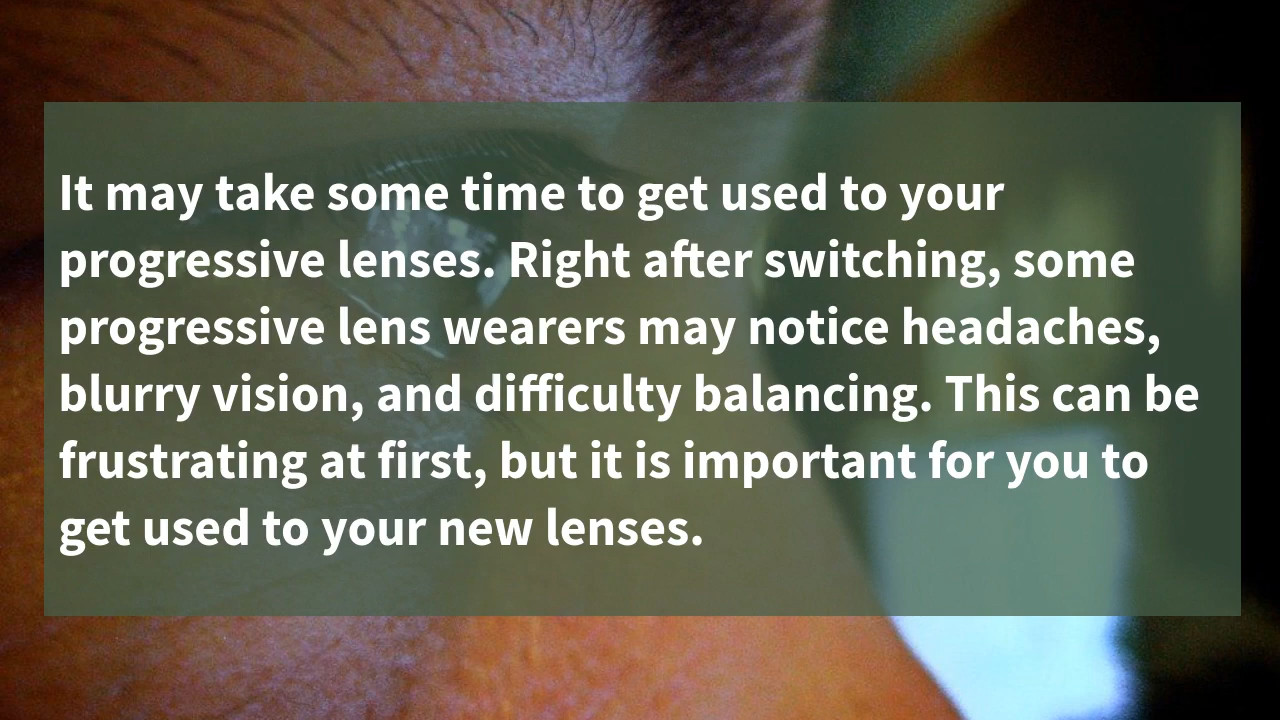 It may take some time to get used to your
progressive lenses. Right after switching, some
progressive lens wearers may notice headaches,
blurry vision, and difficulty balancing. This can be
frustrating at first, but it is important for you to
get used to your new lenses.